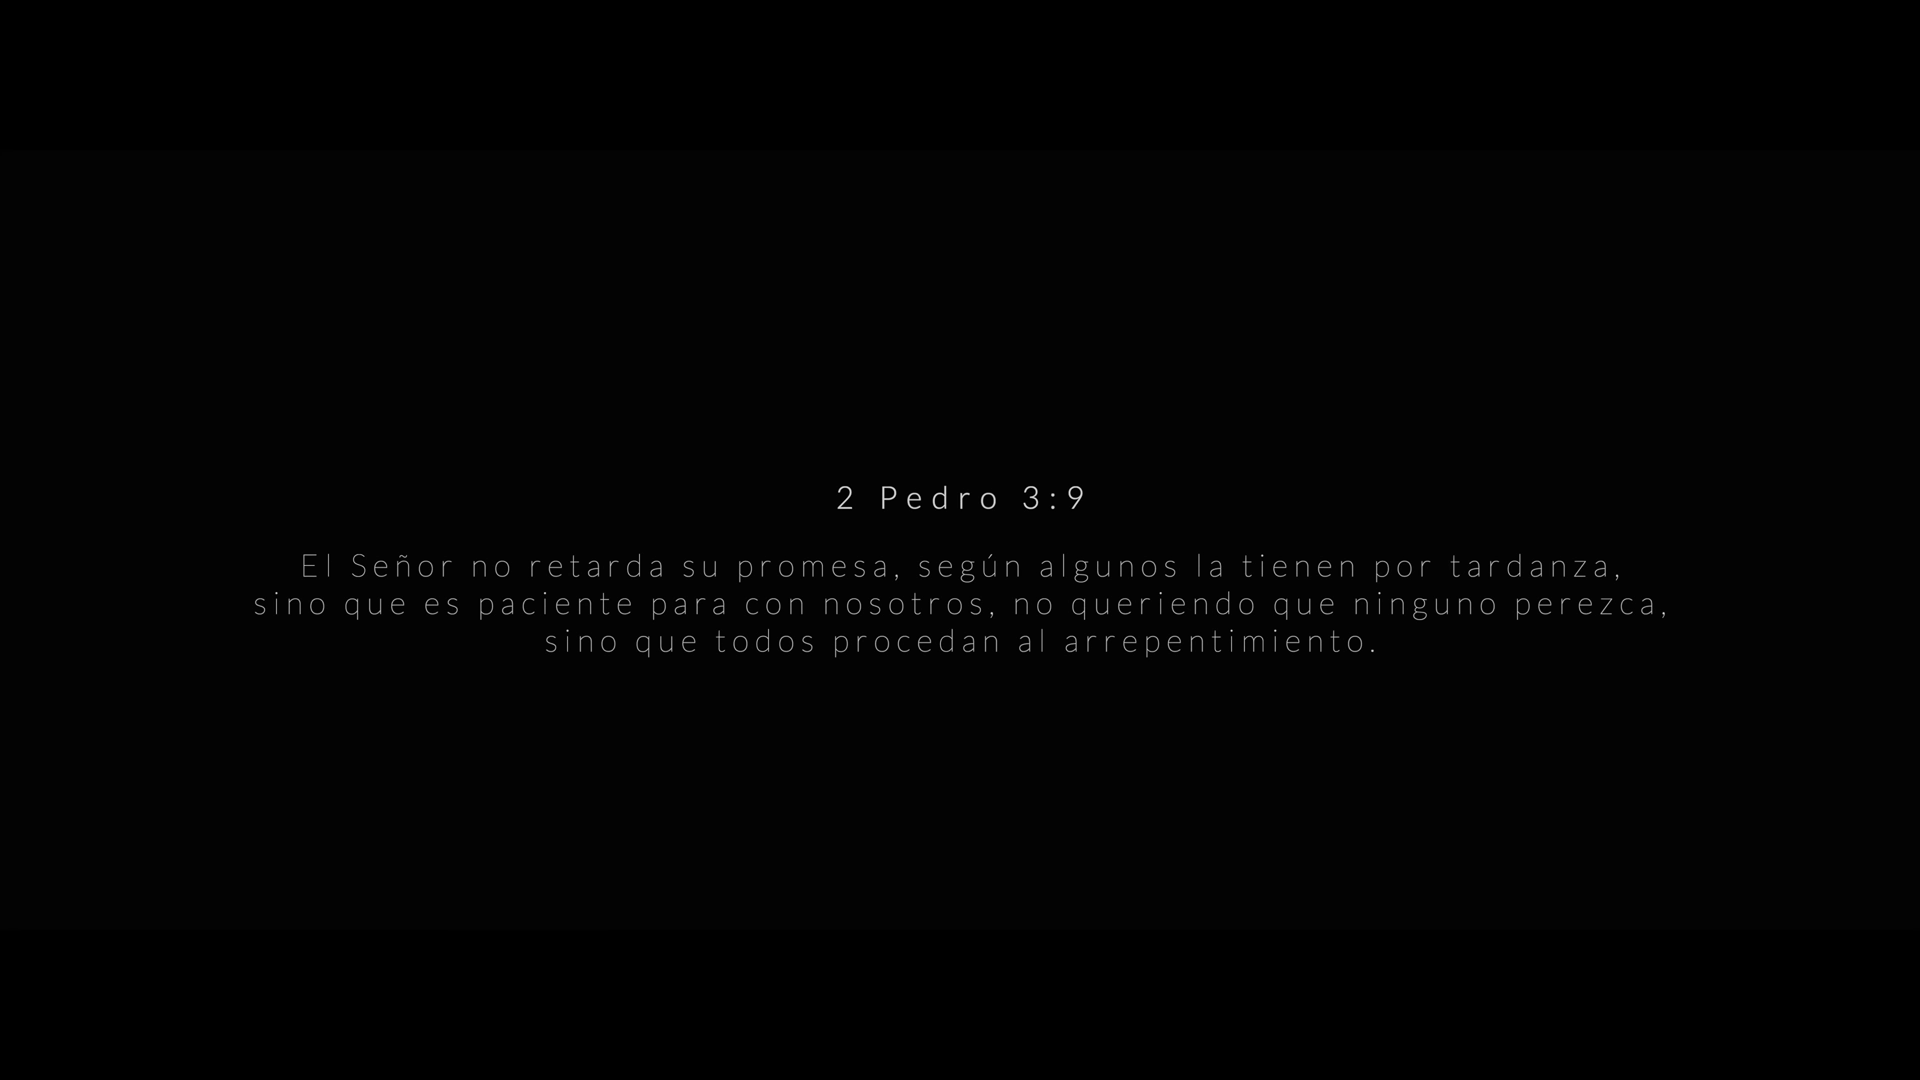 2 Pedro 3:9
El Señor no retarda su promesa, según algunos la tienen por tardanza,
sino que es paciente para con nosotros, no queriendo que ninguno perezca,
sino que todos procedan al arrepentimiento.